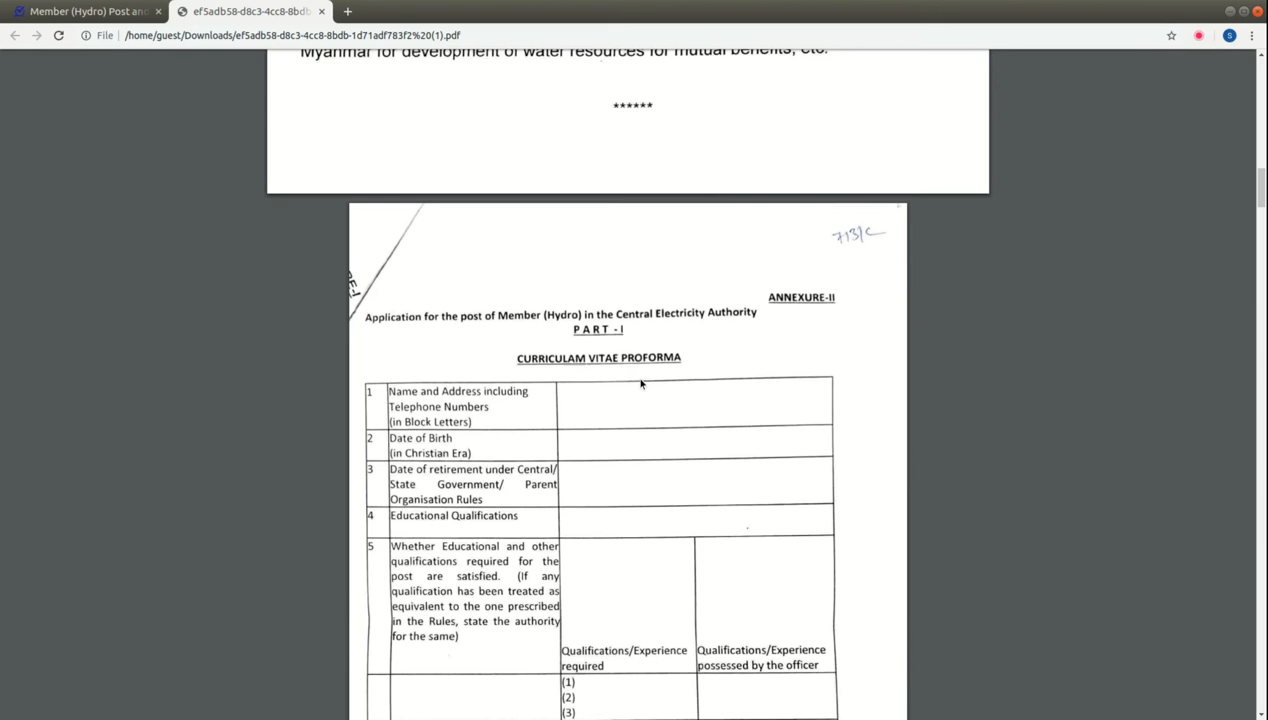 Member (Hydro) Post and
ef5adb58-d8c3-4cc8-8bdb
File
/home/guest/Downloads/ef5adb58-d8c3-4cc8-8bdb-1d71adf783f2%20(1).pdf
S
Myanmar for development of water resources for mutual benefits, etc.
******
713/C
RE-I
ANNEXURE-II
Application for the post of Member (Hydro) in the Central Electricity Authority
P A R T - I
CURRICULAM VITAE PROFORMA
1 Name and Address including
Telephone Numbers
(in Block Letters)
2 Date of Birth
(in Christian Era)
3 Date of retirement under Central/
State Government/ Parent
Organisation Rules
4 Educational Qualifications
5 Whether Educational and other
qualifications required for the
post are satisfied. (If any
qualification has been treated as
equivalent to the one prescribed
in the Rules, state the authority
for the same)
Qualifications/Experience
required
Qualifications/Experience
possessed by the officer
(1)
(2)
(3)